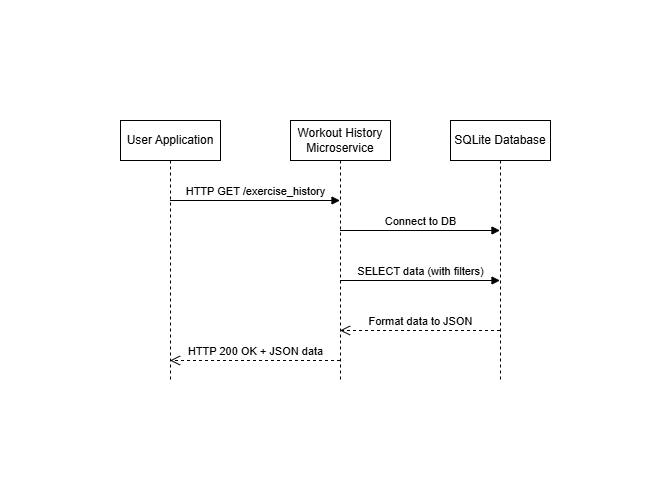 User Application
Workout History
Microservice
SQLite Database
HTTP GET /exercise_history
Connect to DB
SELECT data (with filters)
Format data to JSON
HTTP 200 OK + JSON data